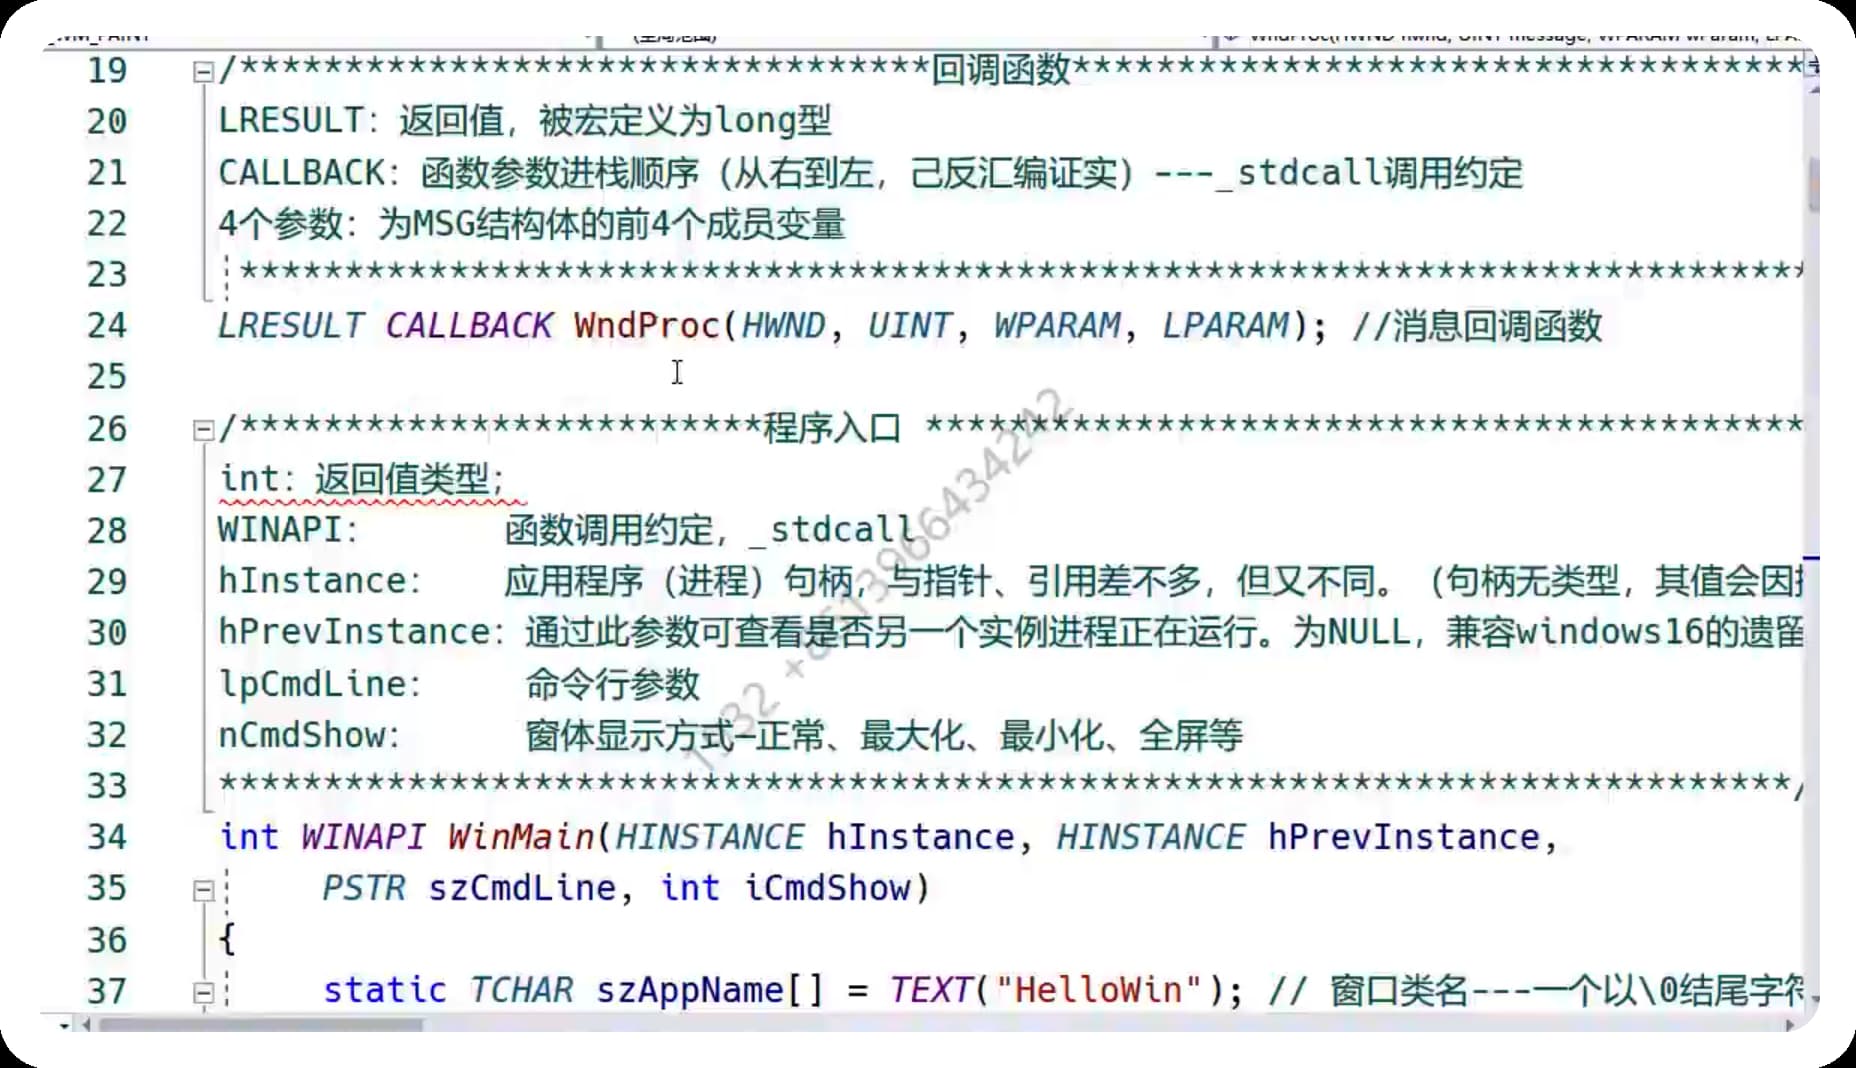 (全局范围)
WndProc(HWND hwnd, UINT message, WPARAM wParam, LPA
19 /*********************************回调函数***********************************
20 LRESULT：返回值，被宏定义为long型
21 CALLBACK：函数参数进栈顺序（从右到左，己反汇编证实）---_stdcall调用约定
22 4个参数：为MSG结构体的前4个成员变量
23 ***************************************************************************
24 LRESULT CALLBACK WndProc(HWND, UINT, WPARAM, LPARAM); //消息回调函数
25
26 /*************************程序入口 ******************************************
27 int：返回值类型；
28 WINAPI： 函数调用约定，_stdcall
29 hInstance： 应用程序（进程）句柄，与指针、引用差不多，但又不同。（句柄无类型，其值会因
30 hPrevInstance：通过此参数可查看是否另一个实例进程正在运行。为NULL，兼容windows16的遗留
31 lpCmdLine： 命令行参数
32 nCmdShow： 窗体显示方式—正常、最大化、最小化、全屏等
33 ***************************************************************************/
34 int WINAPI WinMain(HINSTANCE hInstance, HINSTANCE hPrevInstance,
35 PSTR szCmdLine, int iCmdShow)
36 {
37 static TCHAR szAppName[] = TEXT("HelloWin"); // 窗口类名---一个以\0结尾字符
1932 +8613966434242